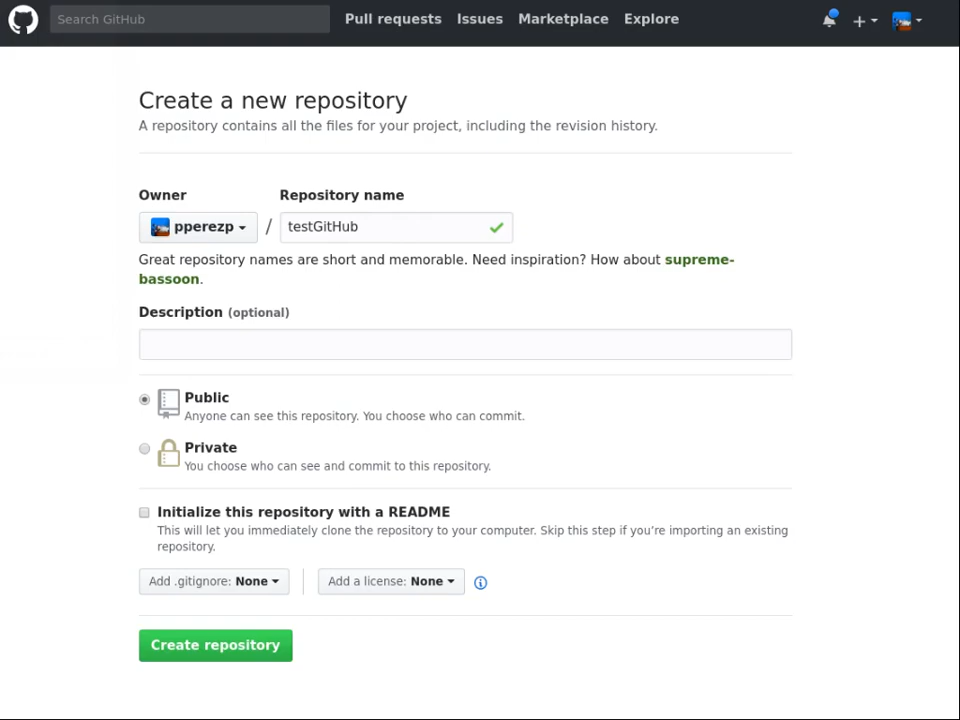 Search GitHub Pull requests Issues Marketplace Explore
Create a new repository
A repository contains all the files for your project, including the revision history.
Owner Repository name
pperezp / testGitHub
Great repository names are short and memorable. Need inspiration? How about supreme-
bassoon.
Description (optional)
Public
Anyone can see this repository. You choose who can commit.
Private
You choose who can see and commit to this repository.
Initialize this repository with a README
This will let you immediately clone the repository to your computer. Skip this step if you’re importing an existing
repository.
Add .gitignore: None Add a license: None
Create repository